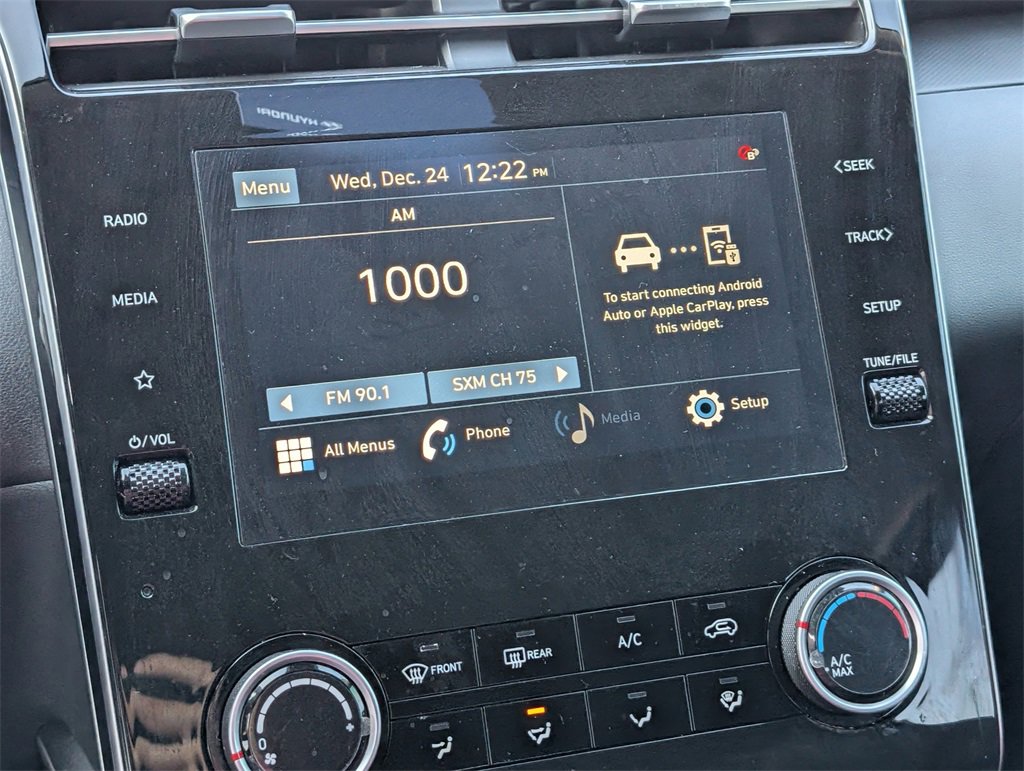 HYUNDAI
Menu
Wed, Dec. 24
12:22 PM
B
AM
1000
To start connecting Android
Auto or Apple CarPlay, press
this widget.
FM 90.1
SXM CH 75
All Menus
Phone
Media
Setup
RADIO
MEDIA
/VOL
<SEEK
TRACK>
SETUP
TUNE/FILE
FRONT
REAR
A/C
0
A/C
MAX